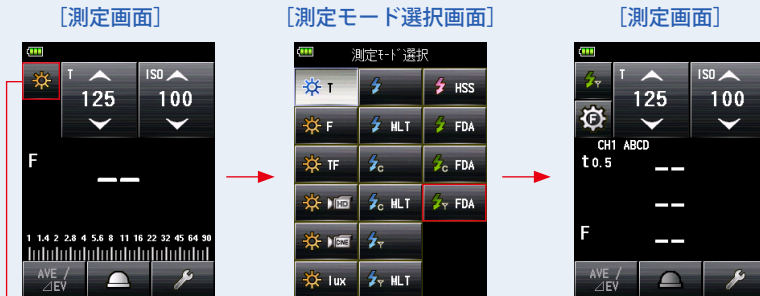 [測定画面]
T
ISO
125
100
F
--
1 1.4 2 2.8 4 5.6 8 11 16 22 32 45 64 90
AVE /
⊿EV
[測定モード選択画面]
測定ﾓｰﾄﾞ選択
T
HSS
F
HLT
FDA
TF
C
C FDA
HD
C HLT
Y FDA
CINE
Y
lux
Y HLT
[測定画面]
Y
T
ISO
125
100
F
CH1 ABCD
t0.5
--
--
F
--
AVE /
⊿EV